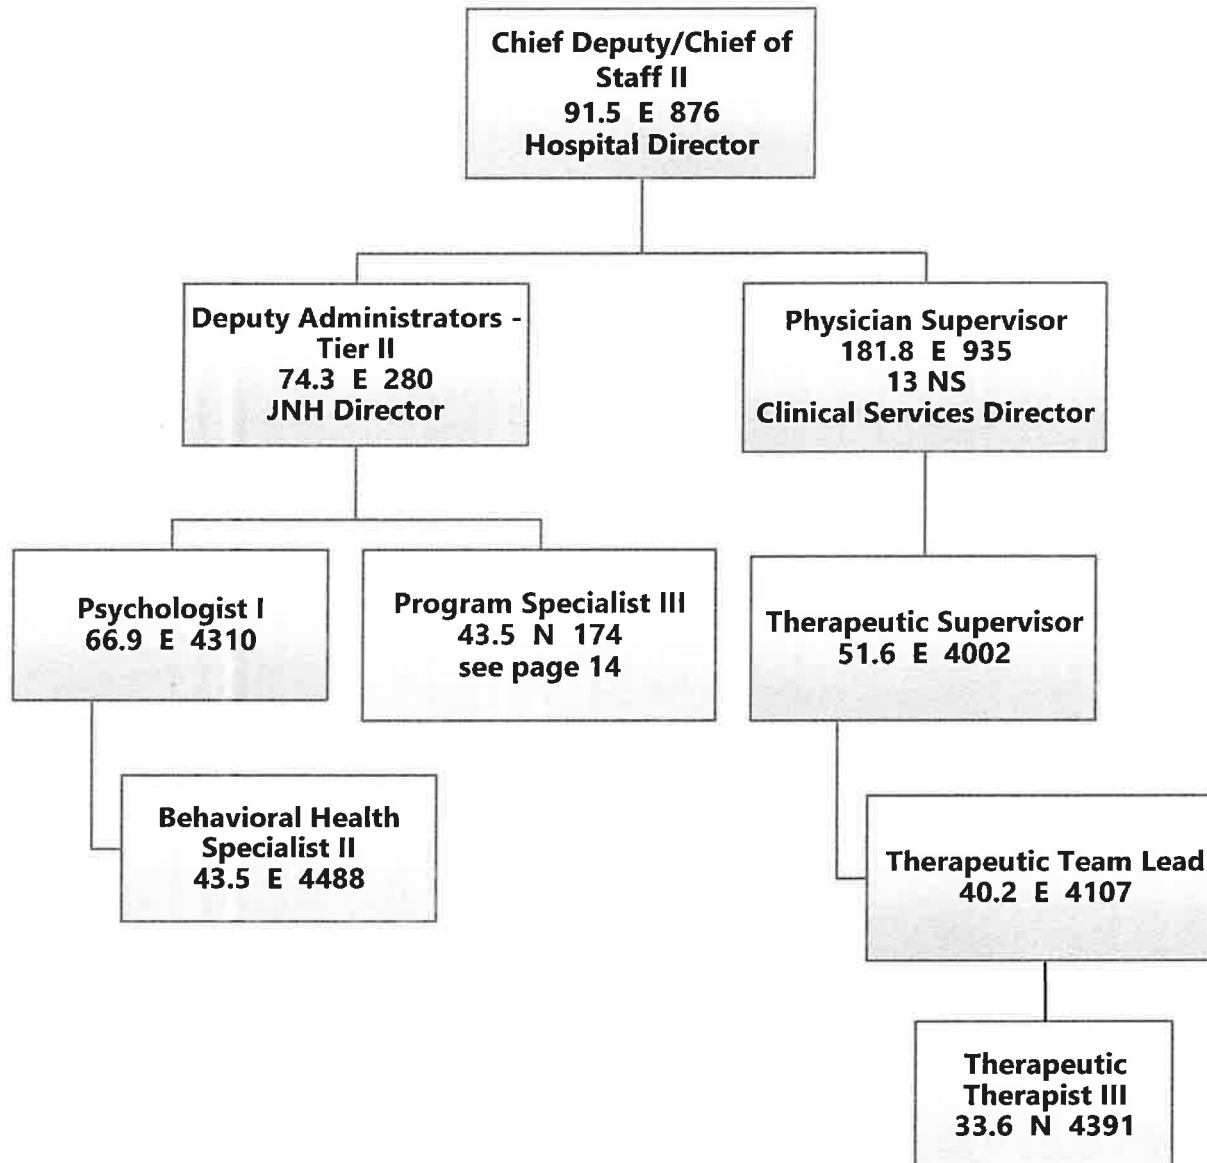 Chief Deputy/Chief of
Staff II
91.5 E 876
Hospital Director
Deputy Administrators -
Tier II
74.3 E 280
JNH Director
Physician Supervisor
181.8 E 935
13 NS
Clinical Services Director
Psychologist I
66.9 E 4310
Program Specialist III
43.5 N 174
see page 14
Therapeutic Supervisor
51.6 E 4002
Behavioral Health
Specialist II
43.5 E 4488
Therapeutic Team Lead
40.2 E 4107
Therapeutic
Therapist III
33.6 N 4391